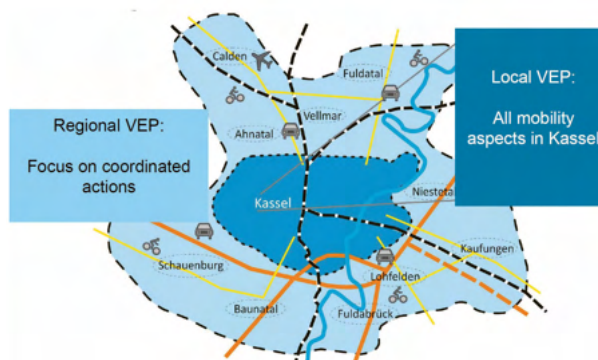 Calden
Fuldatal
Vellmar
Ahnatal
Regional VEP:
Focus on coordinated
actions
Local VEP:
All mobility
aspects in Kassel
Kassel
Niestetal
Kaufungen
Schauenburg
Lohfelden
Baunatal
Fuldabrück